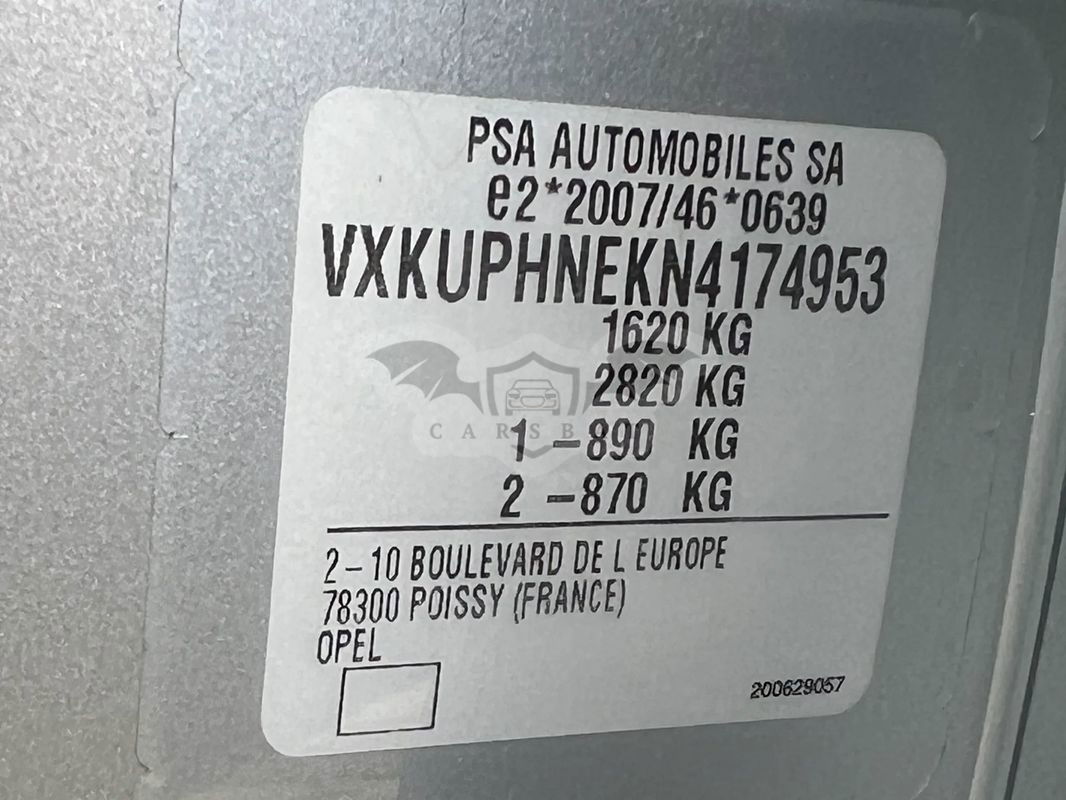 PSA AUTOMOBILES SA
e2*2007/46*0639
VXKUPHNEKN4174953
1620 KG
2820 KG
CARSB
1 -890 KG
2 -870 KG
2-10 BOULEVARD DE L EUROPE
78300 POISSY (FRANCE)
OPEL
200629057